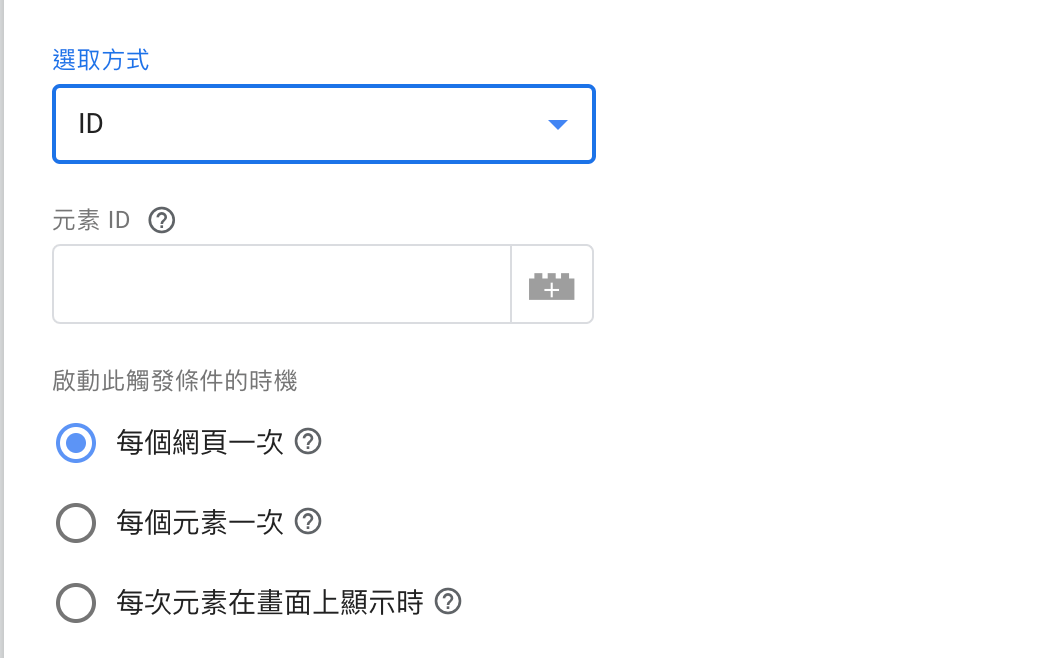 選取方式
ID
元素 ID
啟動此觸發條件的時機
每個網頁一次
每個元素一次
每次元素在畫面上顯示時